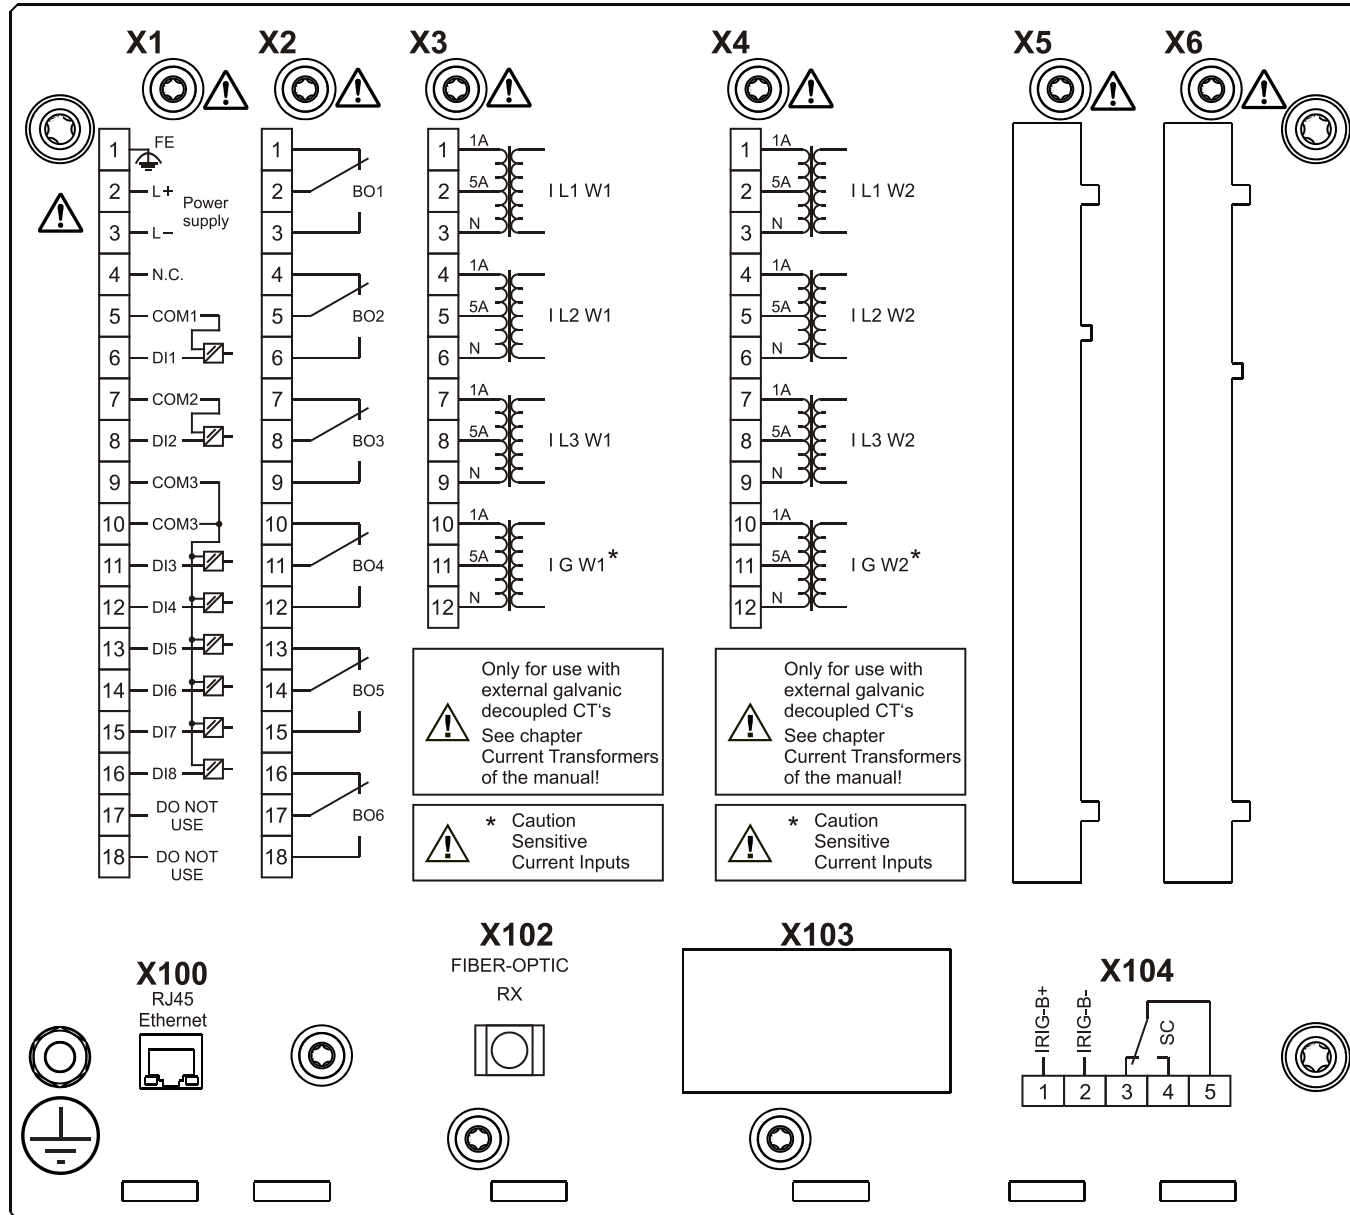 X1
X2
X3
X4
X5
X6
1 FE
2 L+
Power
supply
3 L–
4 N.C.
5 COM1
6 DI1
7 COM2
8 DI2
9 COM3
10 COM3
11 DI3
12 DI4
13 DI5
14 DI6
15 DI7
16 DI8
17 DO NOT
USE
18 DO NOT
USE
1
2 BO1
3
4
5 BO2
6
7
8 BO3
9
10
11 BO4
12
13
14 BO5
15
16
17 BO6
18
1 1A
2 5A I L1 W1
3 N
4 1A
5 5A I L2 W1
6 N
7 1A
8 5A I L3 W1
9 N
10 1A
11 5A I G W1*
12 N
Only for use with
external galvanic
decoupled CT‘s
See chapter
Current Transformers
of the manual!
* Caution
Sensitive
Current Inputs
1 1A
2 5A I L1 W2
3 N
4 1A
5 5A I L2 W2
6 N
7 1A
8 5A I L3 W2
9 N
10 1A
11 5A I G W2*
12 N
Only for use with
external galvanic
decoupled CT‘s
See chapter
Current Transformers
of the manual!
* Caution
Sensitive
Current Inputs
X100
RJ45
Ethernet
X102
FIBER-OPTIC
RX
X103
X104
IRIG-B+
IRIG-B-
SC
1 2 3 4 5